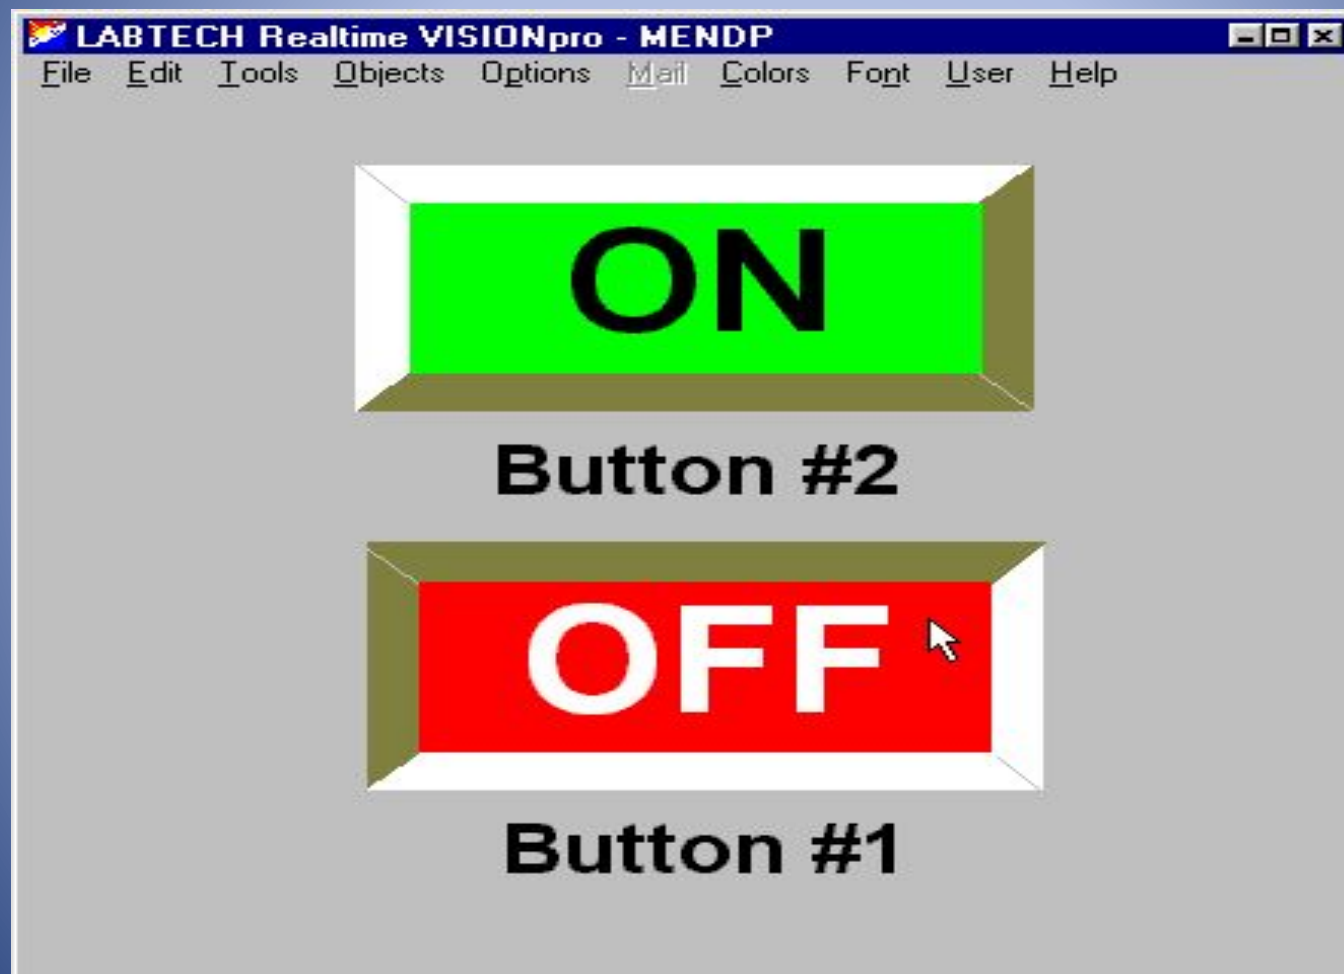 LABTECH Realtime VISIONpro - MENDP
File Edit Tools Objects Options Mail Colors Font User Help
ON
Button #2
OFF
Button #1